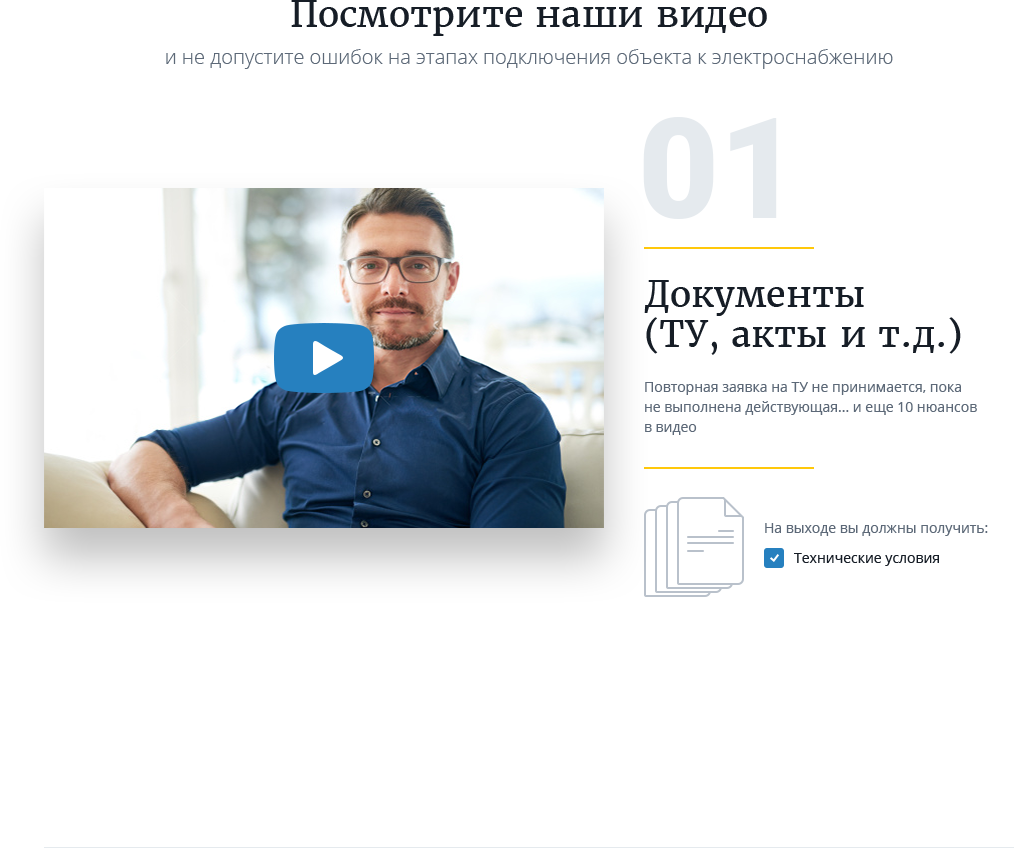 Посмотрите наши видео
и не допустите ошибок на этапах подключения объекта к электроснабжению
01
Документы
(ТУ, акты и т.д.)
Повторная заявка на ТУ не принимается, пока
не выполнена действующая... и еще 10 нюансов
в видео
На выходе вы должны получить:
Технические условия